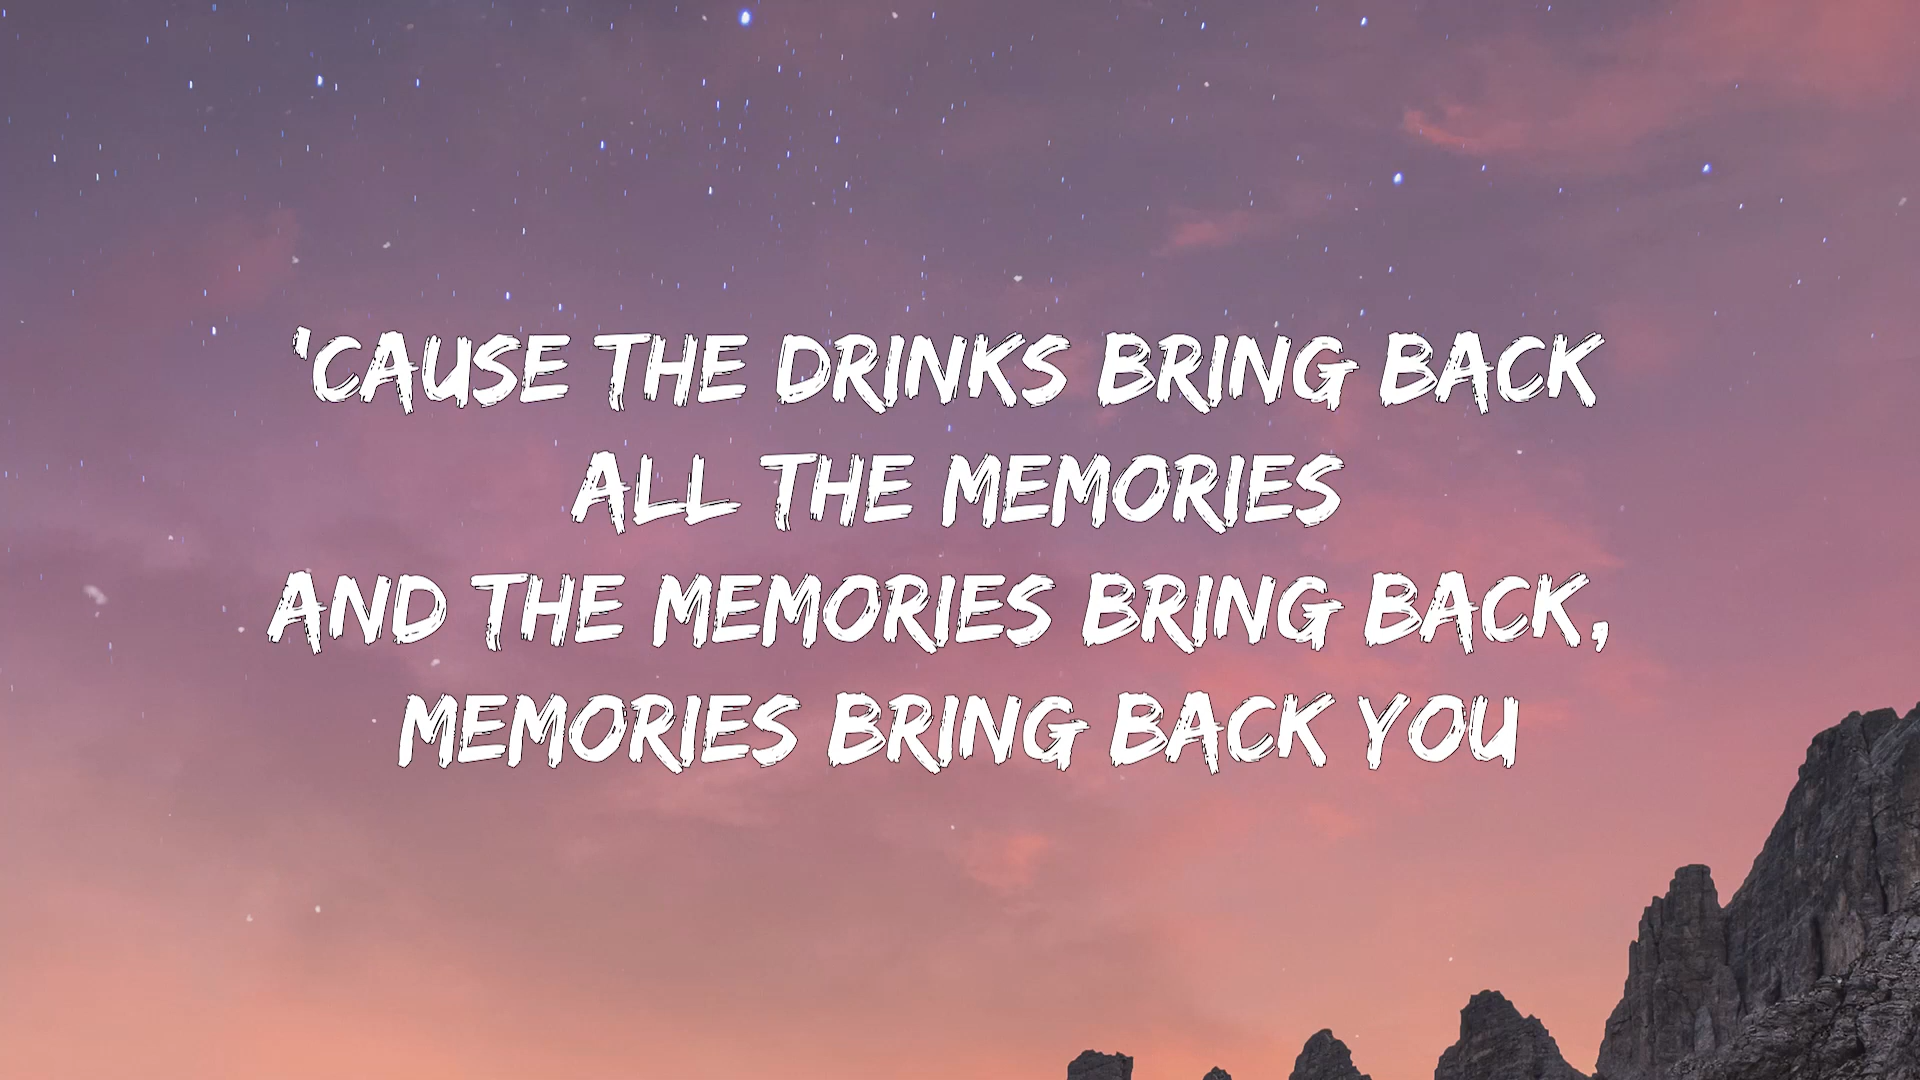 'CAUSE THE DRINKS BRING BACK
ALL THE MEMORIES
AND THE MEMORIES BRING BACK,
MEMORIES BRING BACK YOU